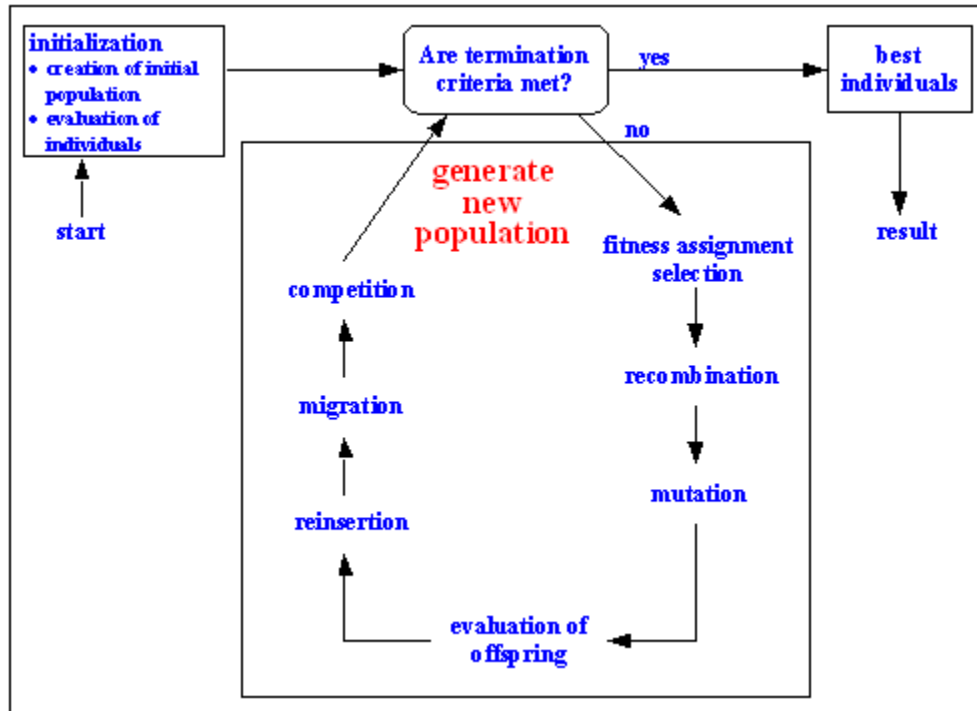 initialization
• creation of initial
population
• evaluation of
individuals
start
Are termination
criteria met?
yes
best
individuals
result
no
generate
new
population
fitness assignment
selection
recombination
mutation
evaluation of
offspring
reinsertion
migration
competition